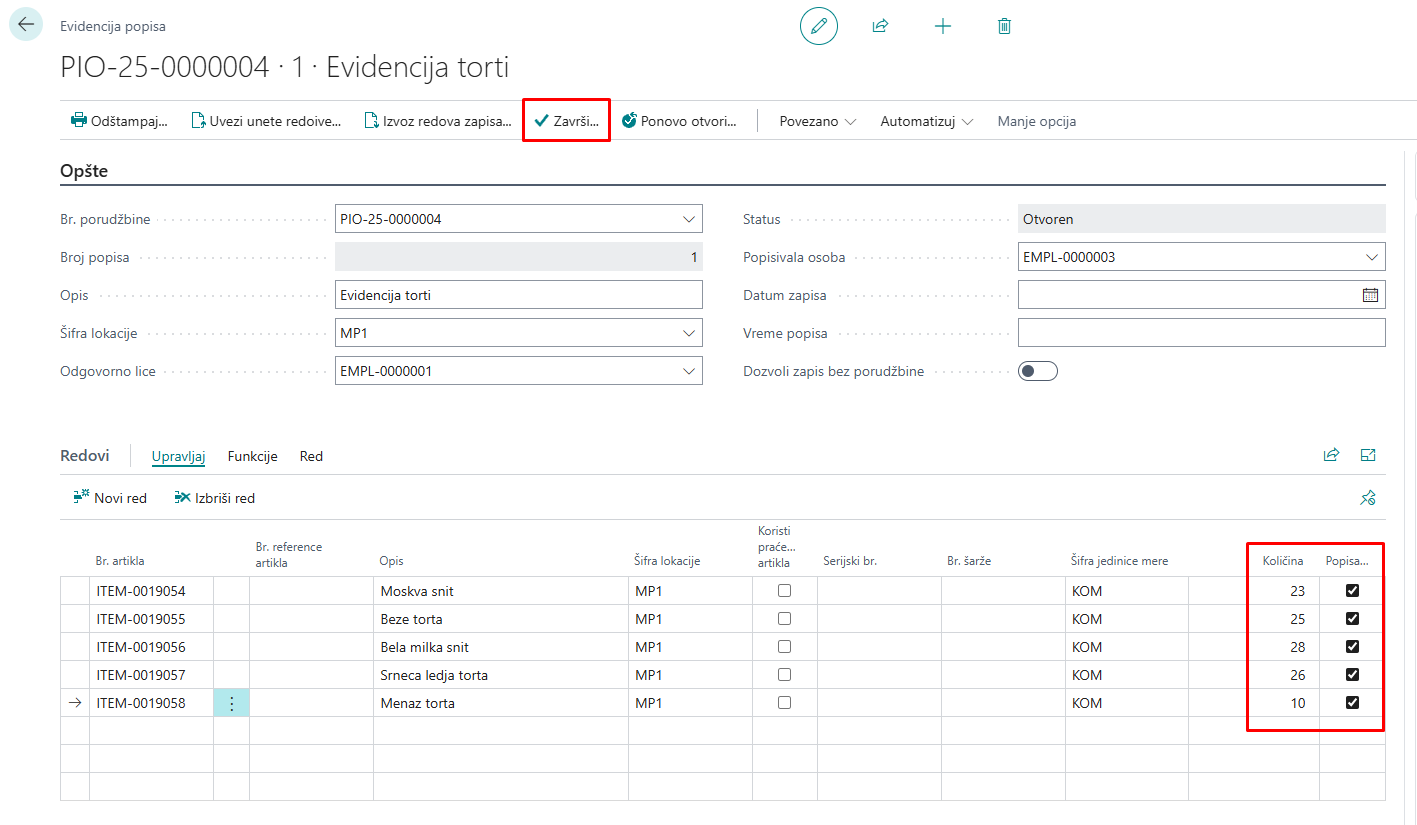 Evidencija popisa
PIO-25-0000004 · 1 · Evidencija torti
Odštampaj... Uvezi unete redoive... Izvoz redova zapisa... Završi... Ponovo otvori... Povezano Automatizuj Manje opcija
Opšte
Br. porudžbine PIO-25-0000004 Status Otvoren
Broj popisa 1 Popisivala osoba EMPL-0000003
Opis Evidencija torti Datum zapisa
Šifra lokacije MP1 Vreme popisa
Odgovorno lice EMPL-0000001 Dozvoli zapis bez porudžbine
Redovi Upravljaj Funkcije Red
Novi red Izbriši red
Br. artikla Br. reference artikla Opis Šifra lokacije Koristi praće... artikla Serijski br. Br. šarže Šifra jedinice mere Količina Popisa...
ITEM-0019054 Moskva snit MP1 KOM 23
ITEM-0019055 Beze torta MP1 KOM 25
ITEM-0019056 Bela milka snit MP1 KOM 28
ITEM-0019057 Srneca ledja torta MP1 KOM 26
ITEM-0019058 Menaz torta MP1 KOM 10